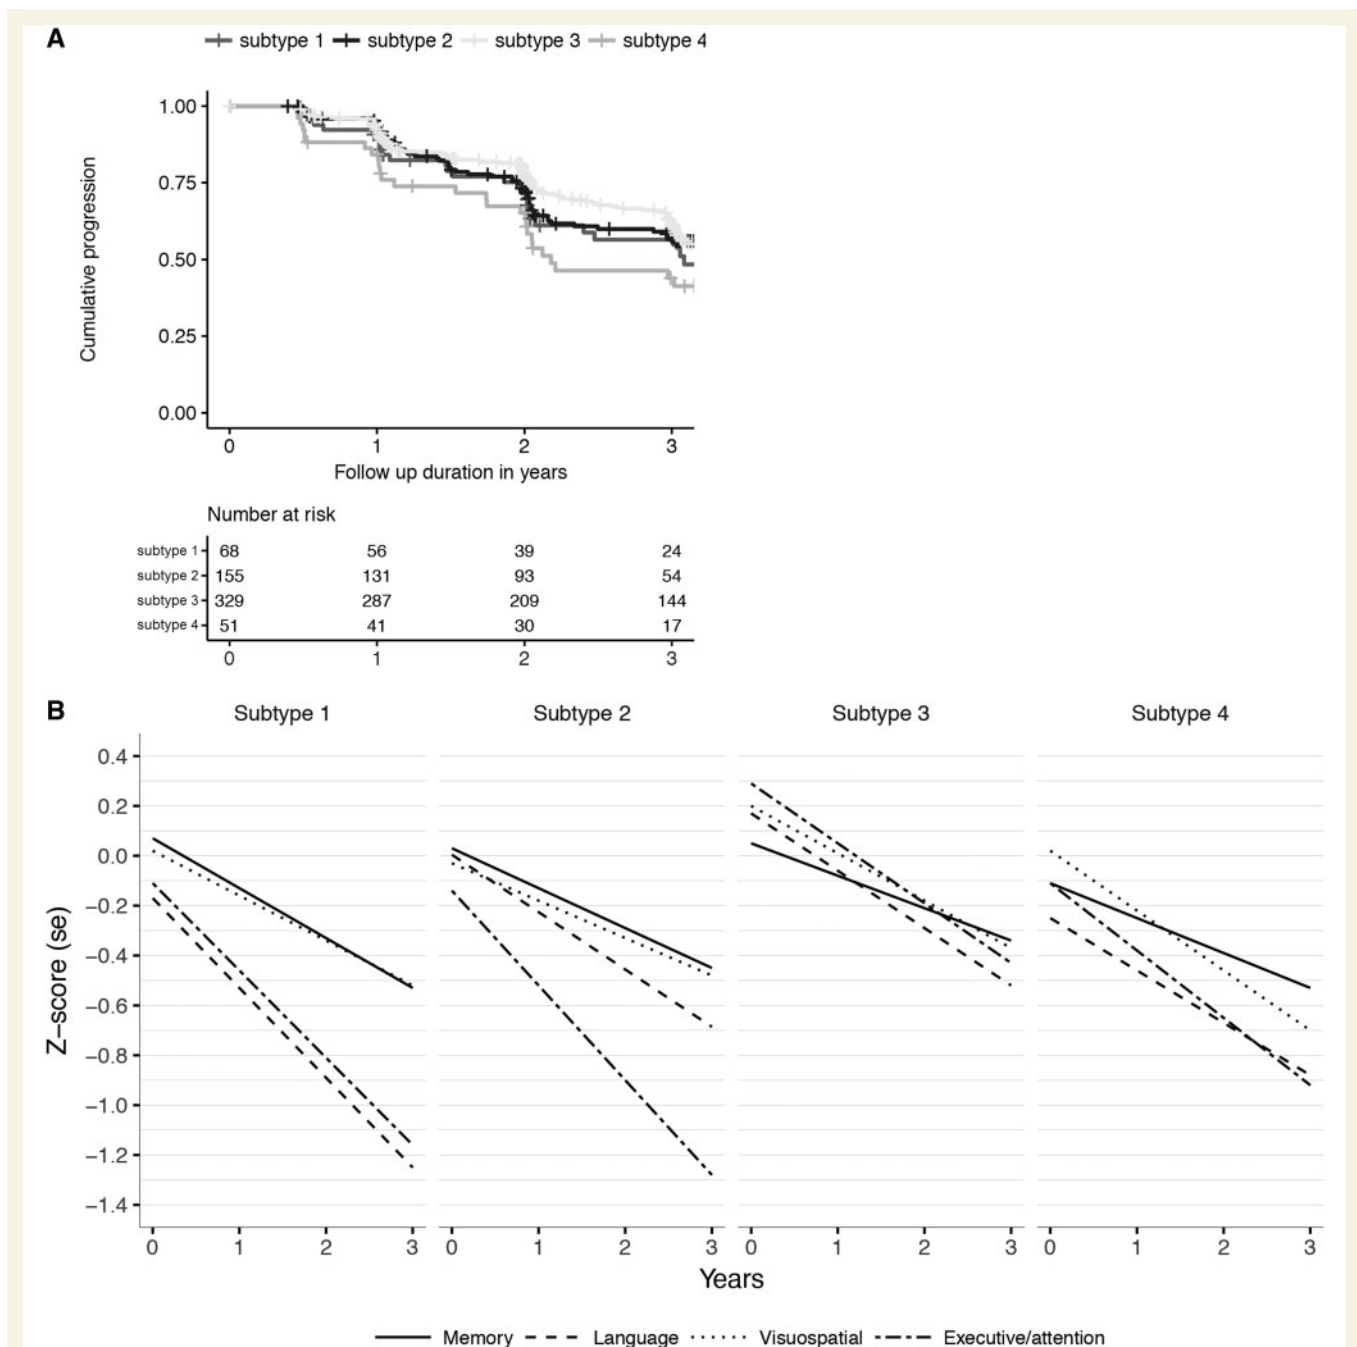 A
subtype 1 subtype 2 subtype 3 subtype 4
1.00
0.75
0.50
0.25
0.00
Cumulative progression
0 1 2 3
Follow up duration in years
Number at risk
subtype 1 68 56 39 24
subtype 2 155 131 93 54
subtype 3 329 287 209 144
subtype 4 51 41 30 17
0 1 2 3
B
Subtype 1 Subtype 2 Subtype 3 Subtype 4
0.4
0.2
0.0
−0.2
−0.4
−0.6
−0.8
−1.0
−1.2
−1.4
Z−score (se)
0 1 2 3 0 1 2 3 0 1 2 3 0 1 2 3
Years
Memory Language Visuospatial Executive/attention